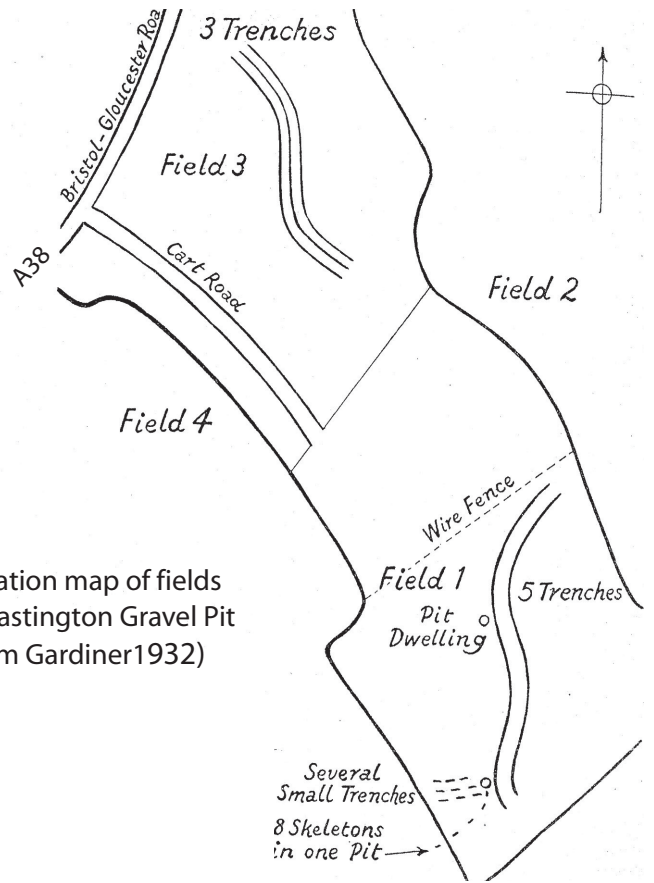 3 Trenches
Bristol-Gloucester Roa
Field 3
A38
Cart Road
Field 2
Field 4
Wire Fence
ation map of fields
astington Gravel Pit
m Gardiner1932)
Field 1
5 Trenches
Pit
Dwelling
Several
Small Trenches
8 Skeletons
in one Pit